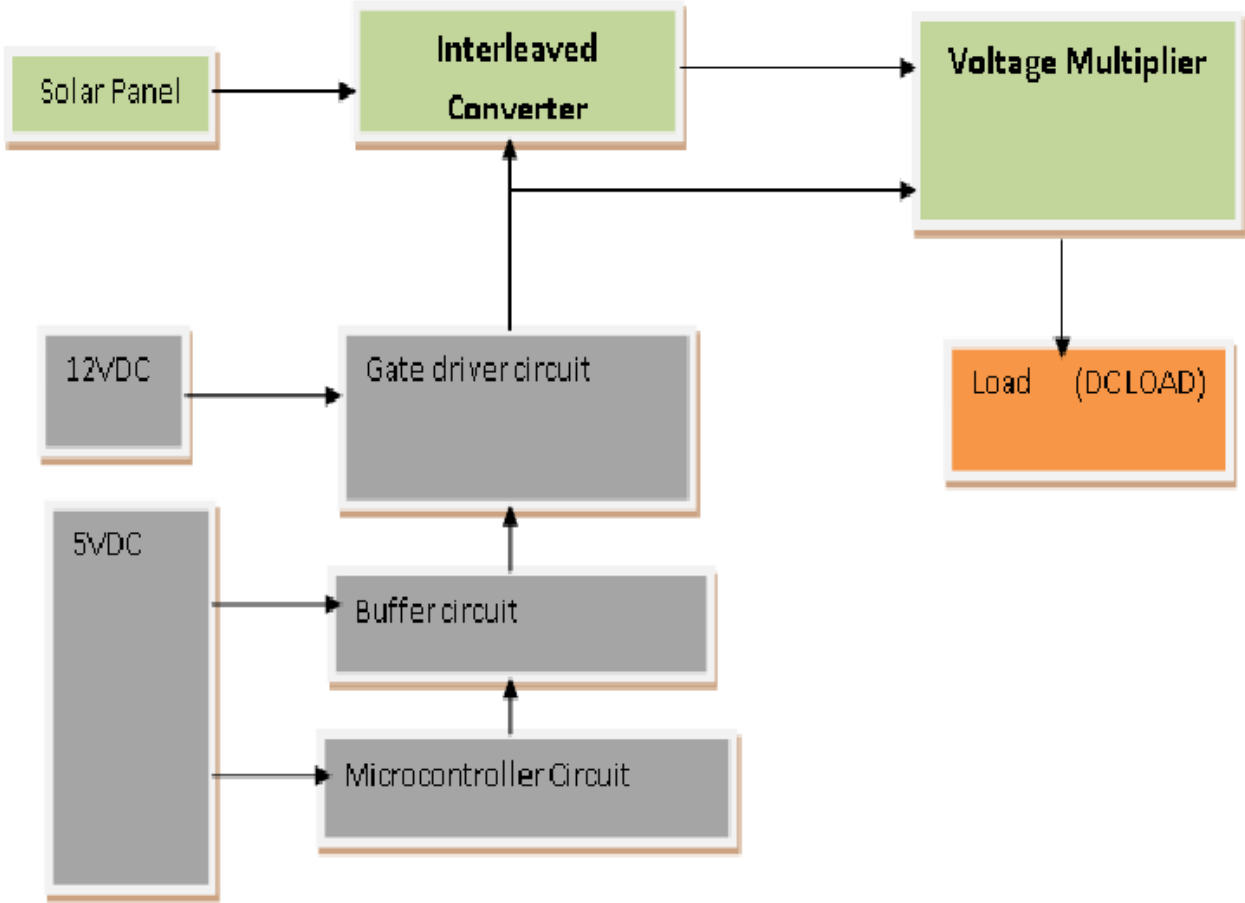 Interleaved
Converter
Voltage Multiplier
Solar Panel
12VDC
Gate driver circuit
Load (DC LOAD)
5VDC
Buffer circuit
Microcontroller Circuit